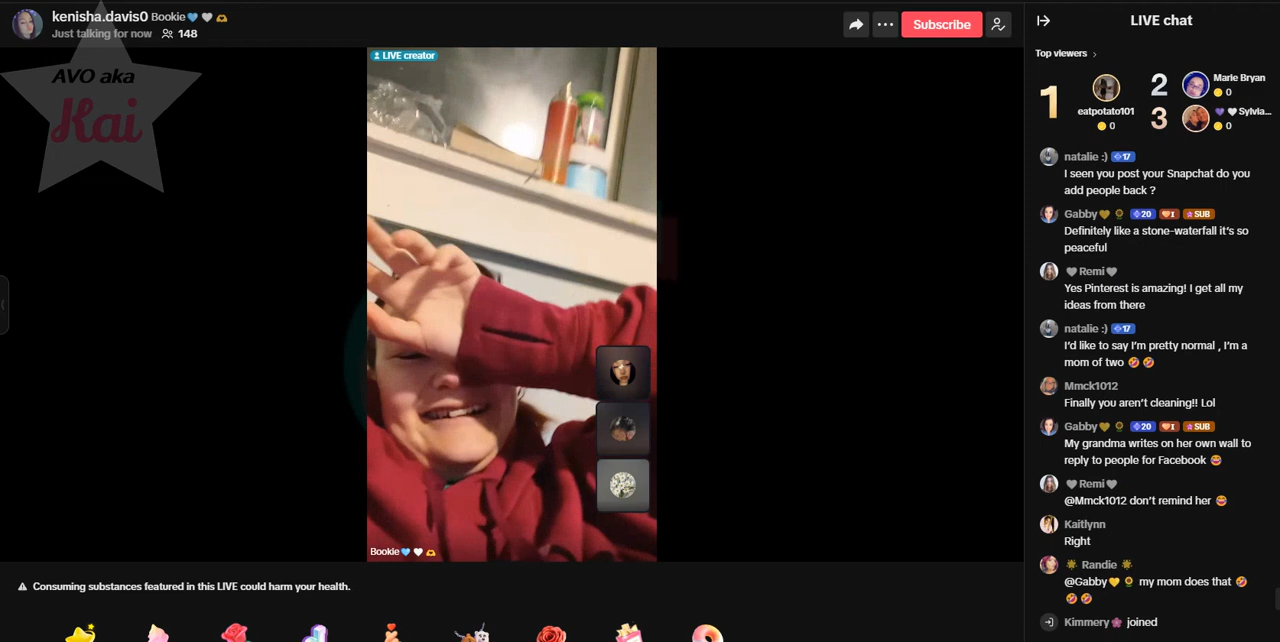 kenisha.davis0 Bookie🩵🤍🫶
Just talking for now 148
Subscribe
AVO aka
Kai
LIVE creator
Bookie🩵🤍🫶
Consuming substances featured in this LIVE could harm your health.
LIVE chat
Top viewers
1
eatpotato101
0
2
Marie Bryan
0
3
💜🤍Sylvia...
0
natalie :) 17
I seen you post your Snapchat do you
add people back ?
Gabby💛🌻 20 I SUB
Definitely like a stone-waterfall it's so
peaceful
🤍Remi🤍
Yes Pinterest is amazing! I get all my
ideas from there
natalie :) 17
I'd like to say I'm pretty normal , I'm a
mom of two 🤣🤣
Mmck1012
Finally you aren't cleaning!! Lol
Gabby💛🌻 20 I SUB
My grandma writes on her own wall to
reply to people for Facebook 😂
🤍Remi🤍
@Mmck1012 don't remind her 😂
Kaitlynn
Right
☀️ Randie ☀️
@Gabby💛🌻 my mom does that 🤣
🤣🤣
Kimmery🌸 joined